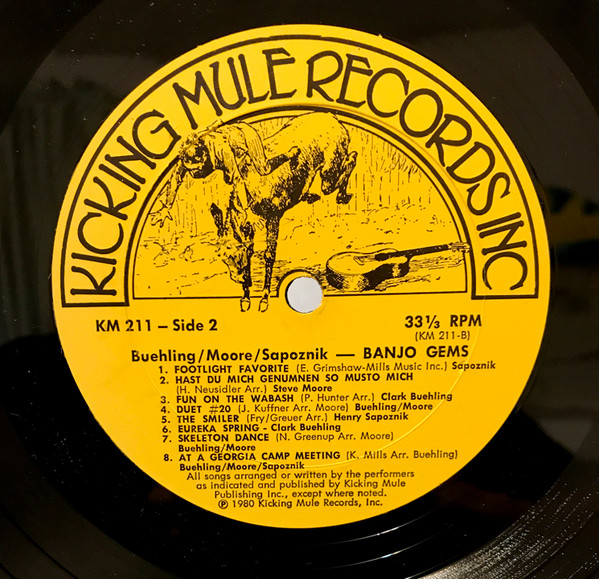 KICKING MULE RECORDS INC
KM 211 – Side 2
33⅓ RPM
(KM 211-B)
Buehling/Moore/Sapoznik — BANJO GEMS
1. FOOTLIGHT FAVORITE (E. Grimshaw-Mills Music Inc.) Sapoznik
2. HAST DU MICH GENUMNEN SO MUSTO MICH
(H. Neusidler Arr.) Steve Moore
3. FUN ON THE WABASH (P. Hunter Arr.) Clark Buehling
4. DUET #20 (J. Kuffner Arr. Moore) Buehling/Moore
5. THE SMILER (Fry/Greuer Arr.) Henry Sapoznik
6. EUREKA SPRING - Clark Buehling
7. SKELETON DANCE (N. Greenup Arr. Moore)
Buehling/Moore
8. AT A GEORGIA CAMP MEETING (K. Mills Arr. Buehling)
Buehling/Moore/Sapoznik
All songs arranged or written by the performers
as indicated and published by Kicking Mule
Publishing Inc., except where noted.
℗ 1980 Kicking Mule Records, Inc.